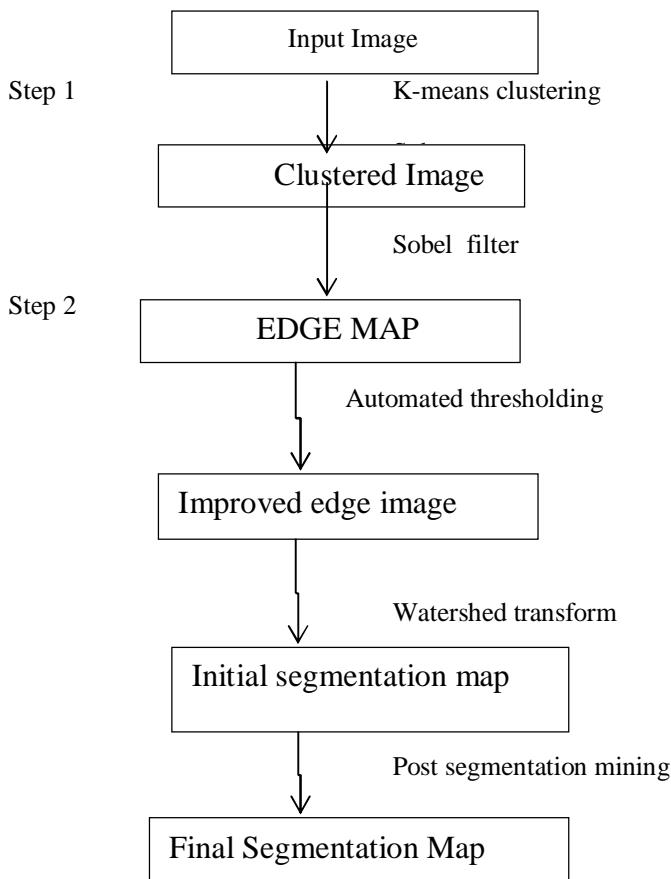 Input Image
Step 1
K-means clustering
Clustered Image
Sobel filter
Step 2
EDGE MAP
Automated thresholding
Improved edge image
Watershed transform
Initial segmentation map
Post segmentation mining
Final Segmentation Map